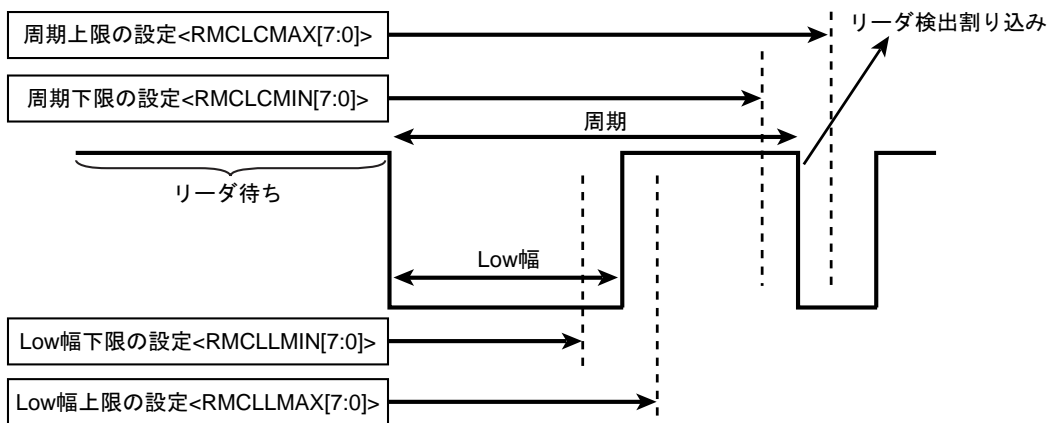 周期上限の設定<RMCLCMAX[7:0]>
リーダ検出割り込み
周期下限の設定<RMCLCMIN[7:0]>
周期
リーダ待ち
Low幅
Low幅下限の設定<RMCLLMIN[7:0]>
Low幅上限の設定<RMCLLMAX[7:0]>